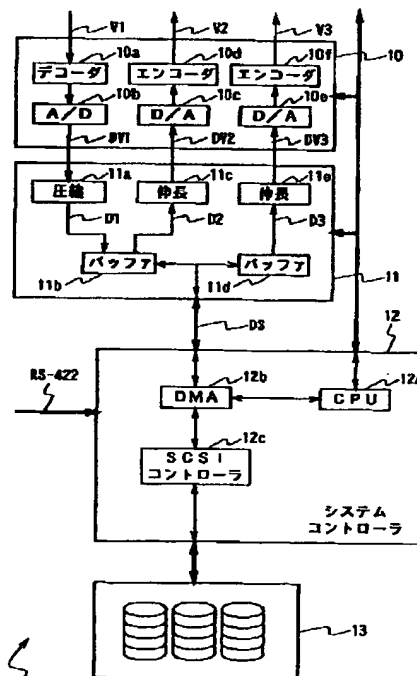 V1 V2 V3
10a 10d 10f 10
デコーダ エンコーダ エンコーダ
10b 10c 10e
A/D D/A D/A
DV1 DV2 DV3
11a 11c 11e
圧縮 伸長 伸長
D1 D2 D3
バッファ バッファ
11b 11d 11
DS 12
RS-422 12b 12a
DMA CPU
12c
SCSI
コントローラ
システム
コントローラ
13